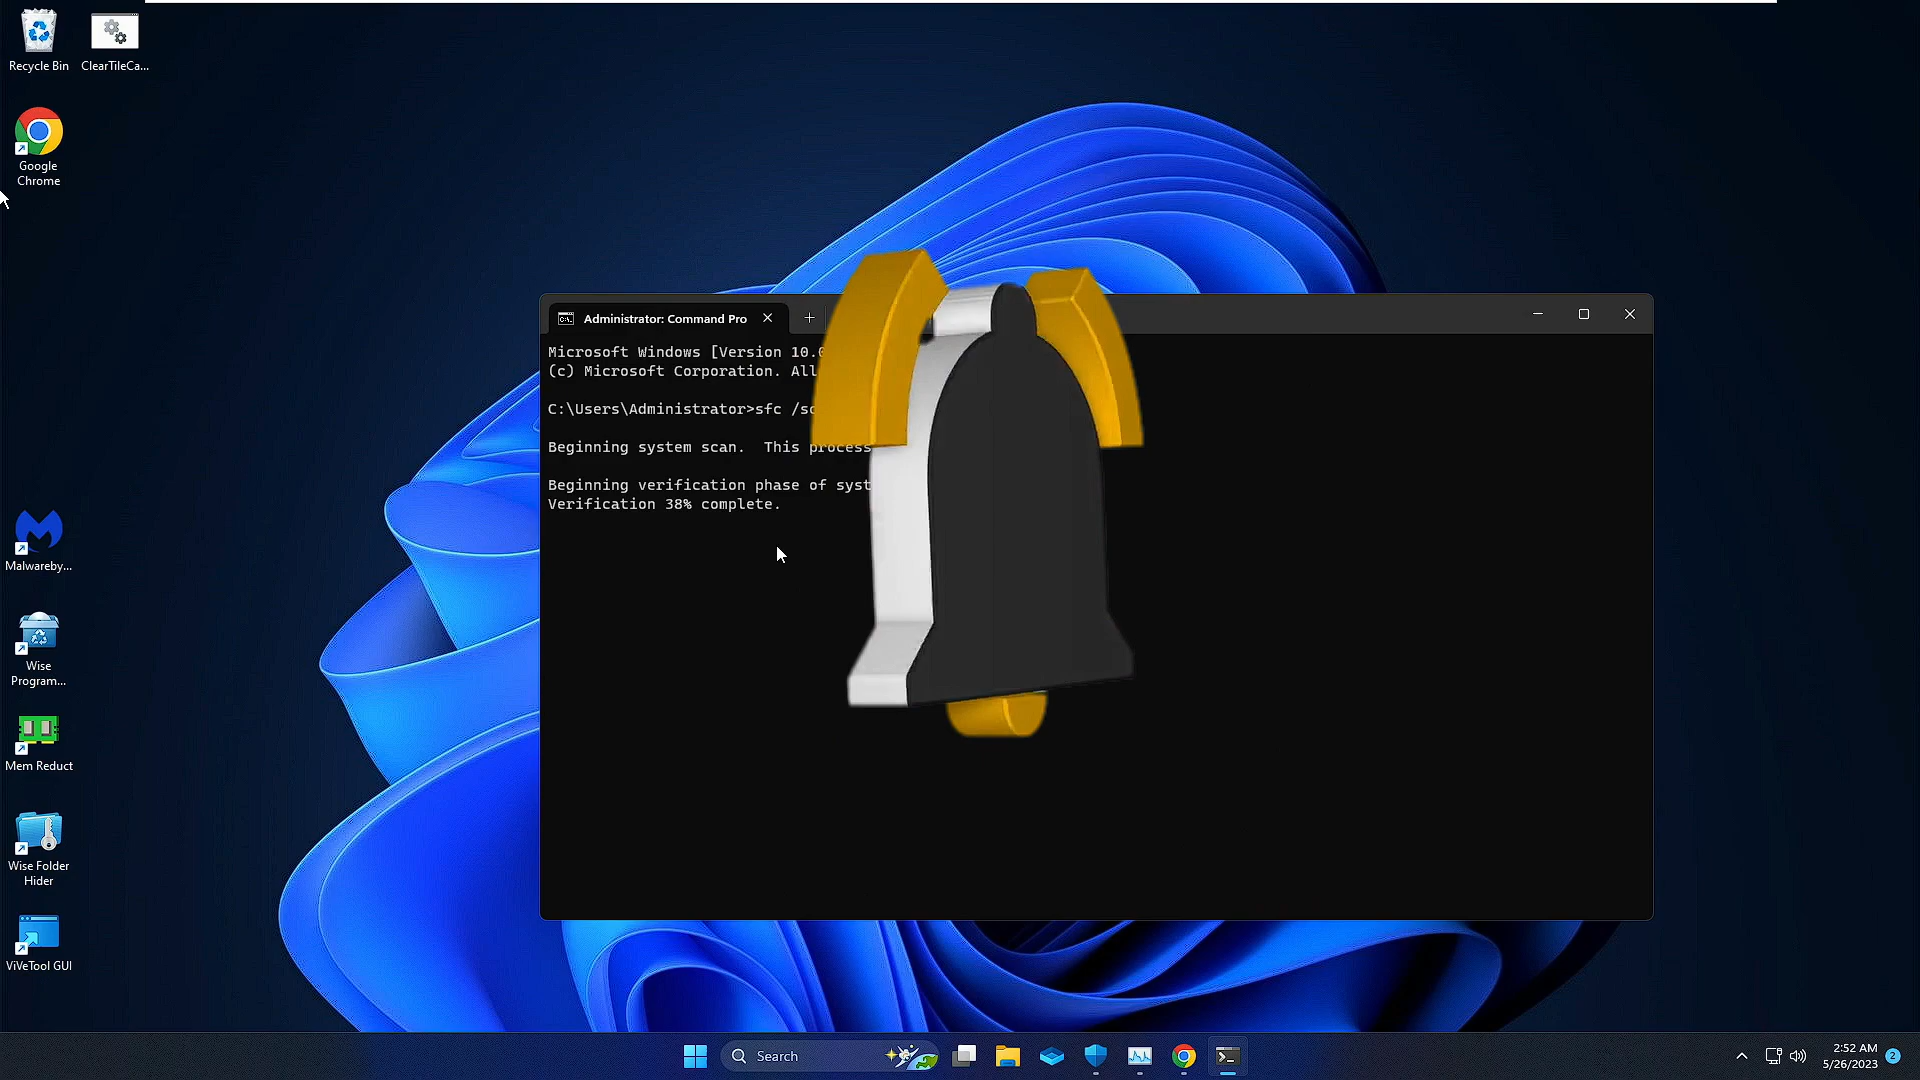 Recycle Bin
ClearTileCa...
Google
Chrome
Malwareby...
Wise
Program...
Mem Reduct
Wise Folder
Hider
ViVeTool GUI
Administrator: Command Pro
Microsoft Windows [Version 10.0
(c) Microsoft Corporation. All
C:\Users\Administrator>sfc /sc
Beginning system scan.  This process
Beginning verification phase of syst
Verification 38% complete.
Search
2:52 AM
5/26/2023
2